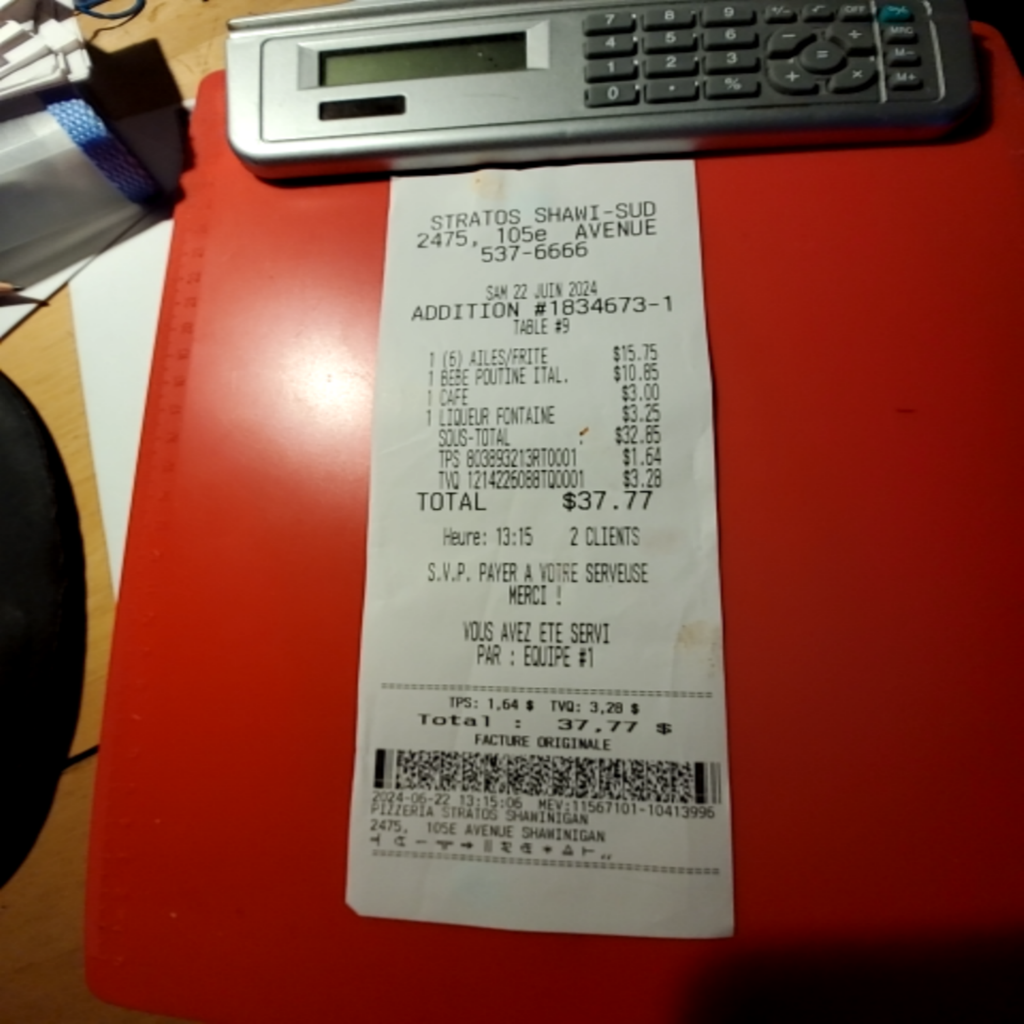 7 8 9 +/- √ OFF
4 5 6 - ÷ MRC
1 2 3 = M-
0 · % + × M+
STRATOS SHAWI-SUD
2475, 105e AVENUE
537-6666
SAM 22 JUIN 2024
ADDITION #1834673-1
TABLE #9
1 (6) AILES/FRITE $15.75
1 BEBE POUTINE ITAL. $10.85
1 CAFE $3.00
1 LIQUEUR FONTAINE $3.25
SOUS-TOTAL $32.85
TPS 803893213RT0001 $1.64
TVQ 1214226088TQ0001 $3.28
TOTAL $37.77
Heure: 13:15 2 CLIENTS
S.V.P. PAYER A VOTRE SERVEUSE
MERCI !
VOUS AVEZ ETE SERVI
PAR : EQUIPE #1
TPS: 1,64 $ TVQ: 3,28 $
Total : 37,77 $
FACTURE ORIGINALE
2024-06-22 13:15:06 MEV:11567101-10413996
PIZZERIA STRATOS SHAWINIGAN
2475, 105E AVENUE SHAWINIGAN